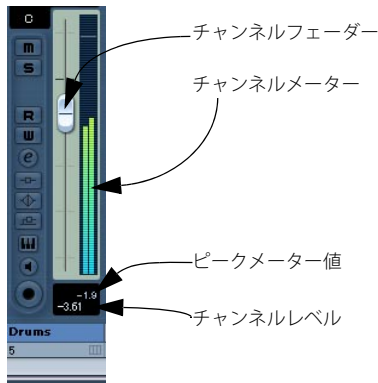 C
m
S
チャンネルフェーダー
チャンネルメーター
R
W
e
ピークメーター値
-1.9
-3.61
チャンネルレベル
Drums
5